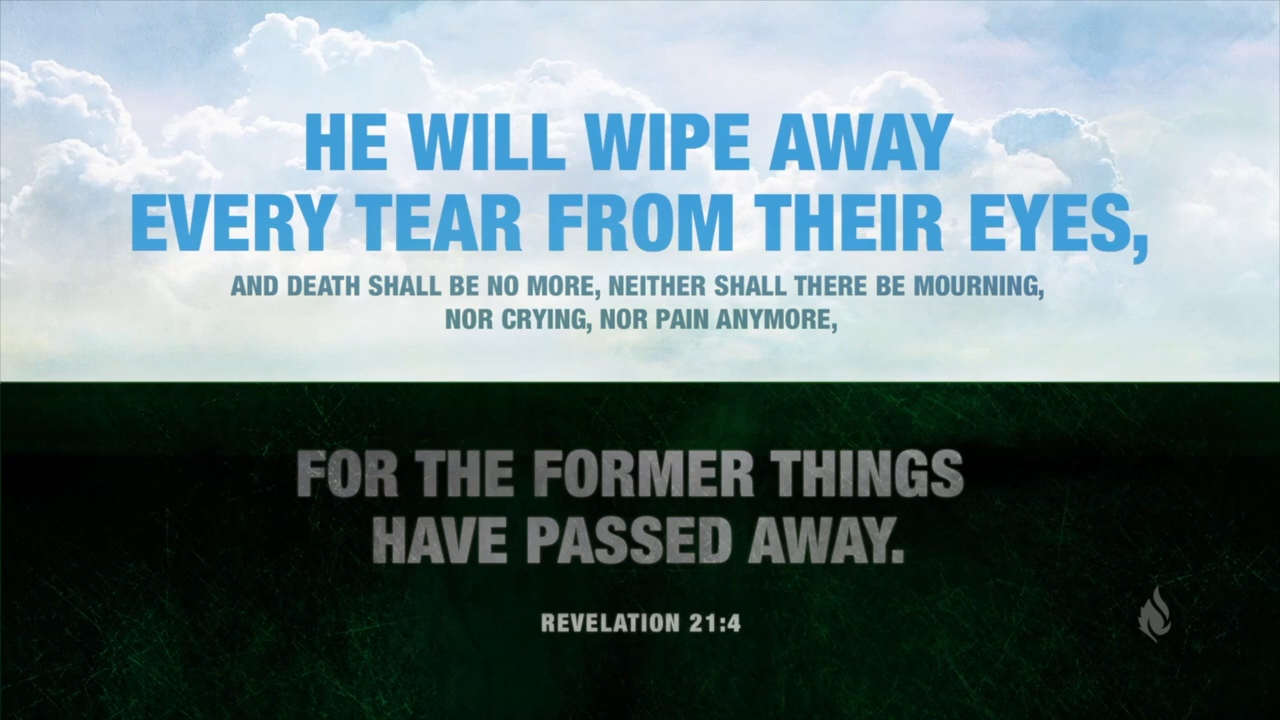 HE WILL WIPE AWAY
EVERY TEAR FROM THEIR EYES,
AND DEATH SHALL BE NO MORE, NEITHER SHALL THERE BE MOURNING,
NOR CRYING, NOR PAIN ANYMORE,
FOR THE FORMER THINGS
HAVE PASSED AWAY.
REVELATION 21:4